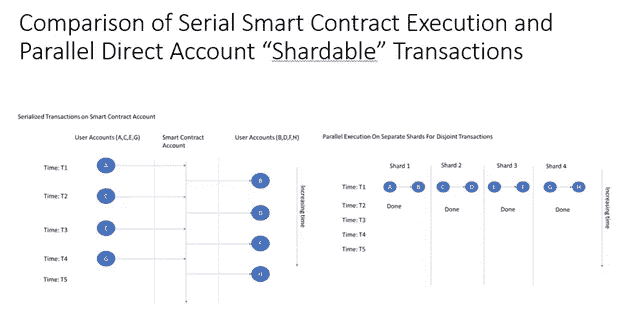 Comparison of Serial Smart Contract Execution and
Parallel Direct Account “Shardable” Transactions
Serialized Transactions on Smart Contract Account
User Accounts (A,C,E,G)
Smart Contract
Account
User Accounts (B,D,F,H)
Time: T1
A
B
Time: T2
C
D
Time: T3
E
F
Time: T4
G
H
Time: T5
Increasing time
Parallel Execution On Separate Shards For Disjoint Transactions
Shard 1
Shard 2
Shard 3
Shard 4
Time: T1
A
B
C
D
E
F
G
H
Time: T2
Done
Done
Done
Done
Time: T3
Time: T4
Time: T5
Increasing time